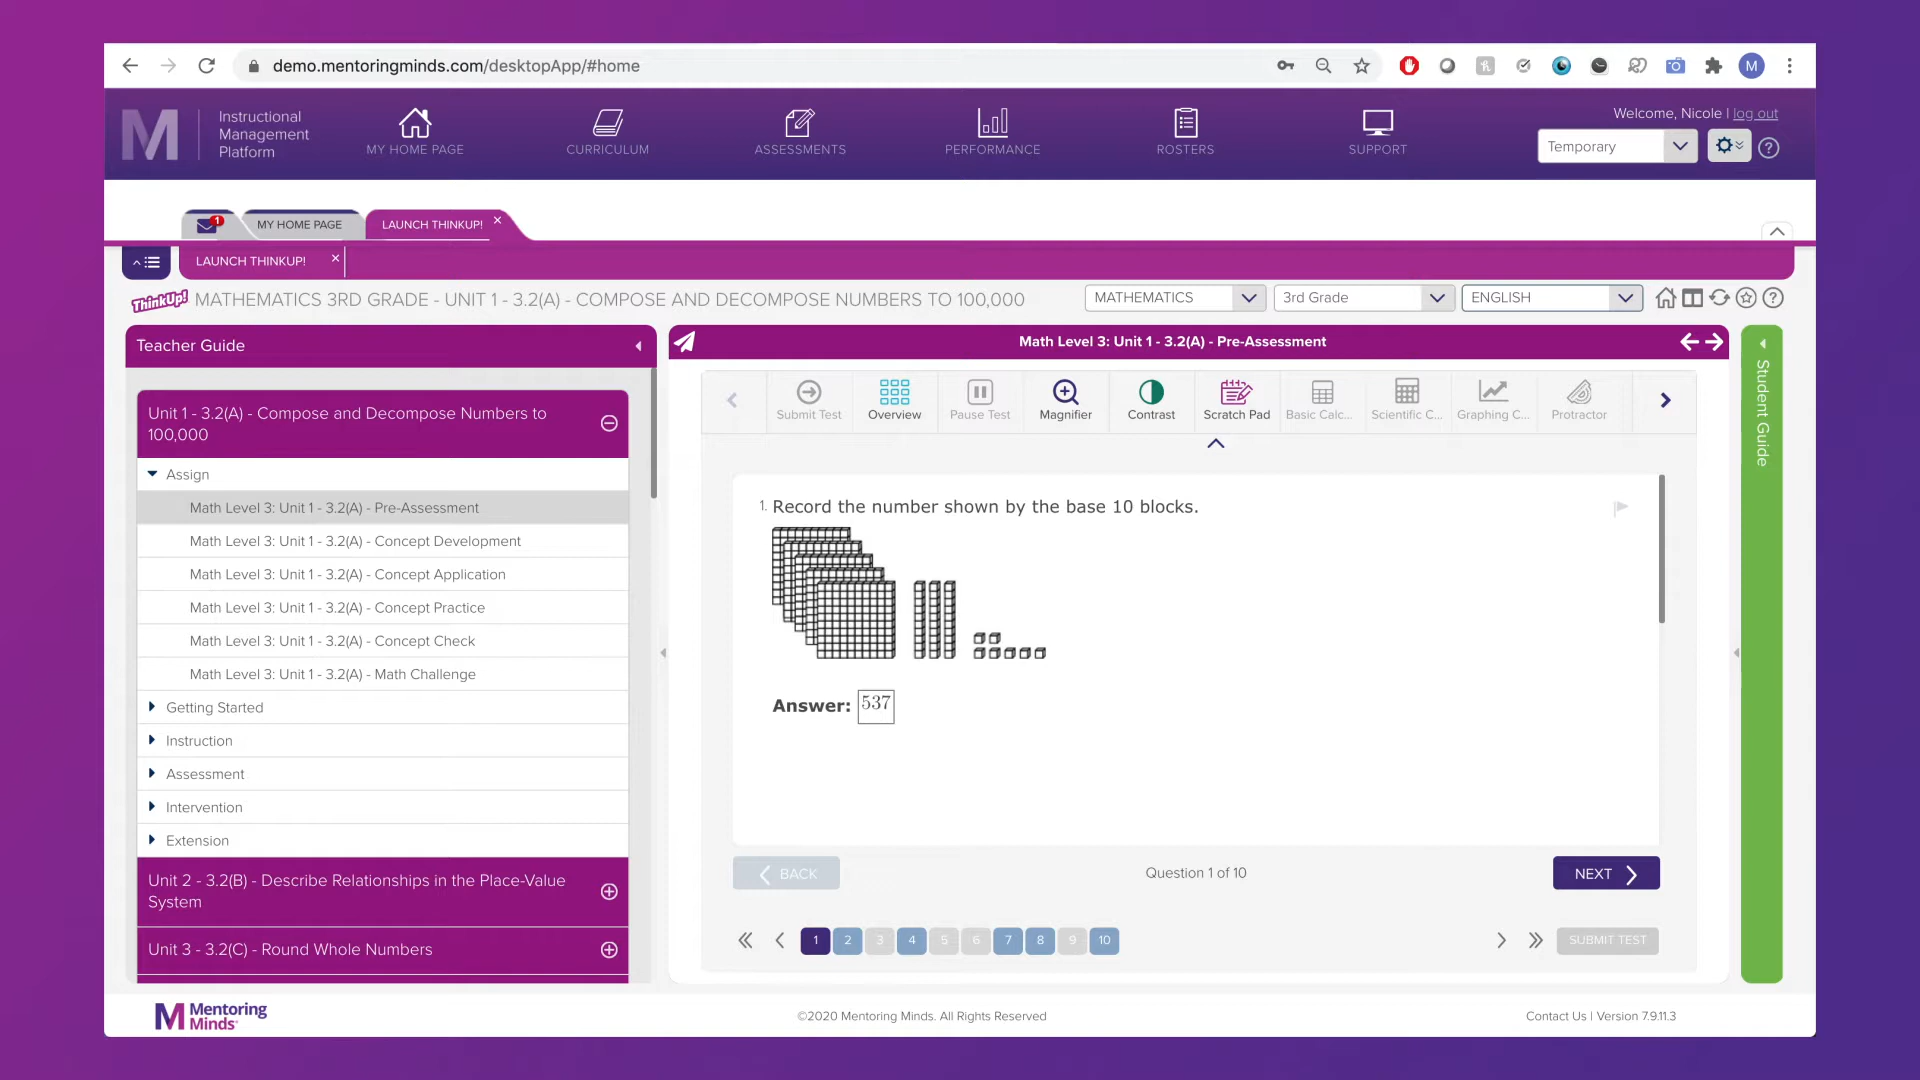 demo.mentoringminds.com/desktopApp/#home
M
M
Instructional
Management
Platform
MY HOME PAGE
CURRICULUM
ASSESSMENTS
PERFORMANCE
ROSTERS
SUPPORT
Welcome, Nicole | log out
Temporary
?
1
MY HOME PAGE
LAUNCH THINKUP!
LAUNCH THINKUP!
ThinkUp! MATHEMATICS 3RD GRADE - UNIT 1 - 3.2(A) - COMPOSE AND DECOMPOSE NUMBERS TO 100,000
MATHEMATICS
3rd Grade
ENGLISH
?
Teacher Guide
Unit 1 - 3.2(A) - Compose and Decompose Numbers to
100,000
Assign
Math Level 3: Unit 1 - 3.2(A) - Pre-Assessment
Math Level 3: Unit 1 - 3.2(A) - Concept Development
Math Level 3: Unit 1 - 3.2(A) - Concept Application
Math Level 3: Unit 1 - 3.2(A) - Concept Practice
Math Level 3: Unit 1 - 3.2(A) - Concept Check
Math Level 3: Unit 1 - 3.2(A) - Math Challenge
Getting Started
Instruction
Assessment
Intervention
Extension
Unit 2 - 3.2(B) - Describe Relationships in the Place-Value
System
Unit 3 - 3.2(C) - Round Whole Numbers
Math Level 3: Unit 1 - 3.2(A) - Pre-Assessment
Submit Test
Overview
Pause Test
Magnifier
Contrast
Scratch Pad
Basic Calc...
Scientific C...
Graphing C...
Protractor
1. Record the number shown by the base 10 blocks.
Answer: 537
BACK
Question 1 of 10
NEXT
1 2 3 4 5 6 7 8 9 10
SUBMIT TEST
Student Guide
Mentoring
Minds
©2020 Mentoring Minds. All Rights Reserved
Contact Us | Version 7.9.11.3